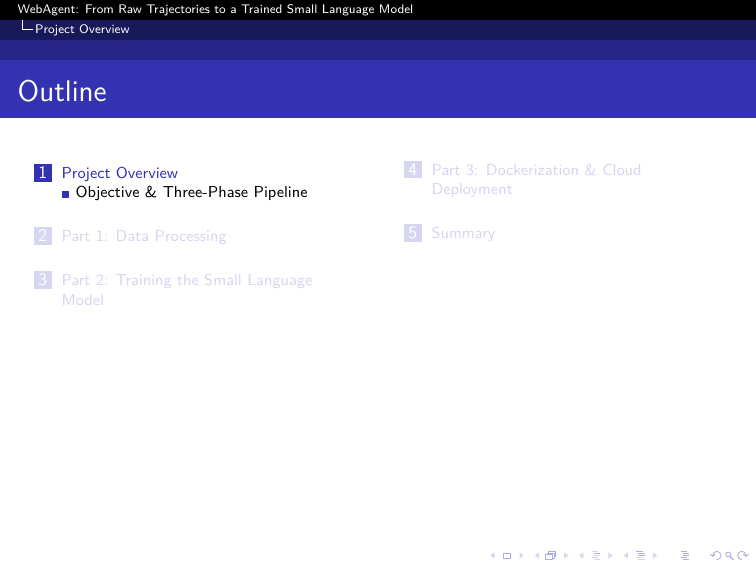 WebAgent: From Raw Trajectories to a Trained Small Language Model
Project Overview
Outline
1 Project Overview
Objective & Three-Phase Pipeline
2 Part 1: Data Processing
3 Part 2: Training the Small Language
Model
4 Part 3: Dockerization & Cloud
Deployment
5 Summary